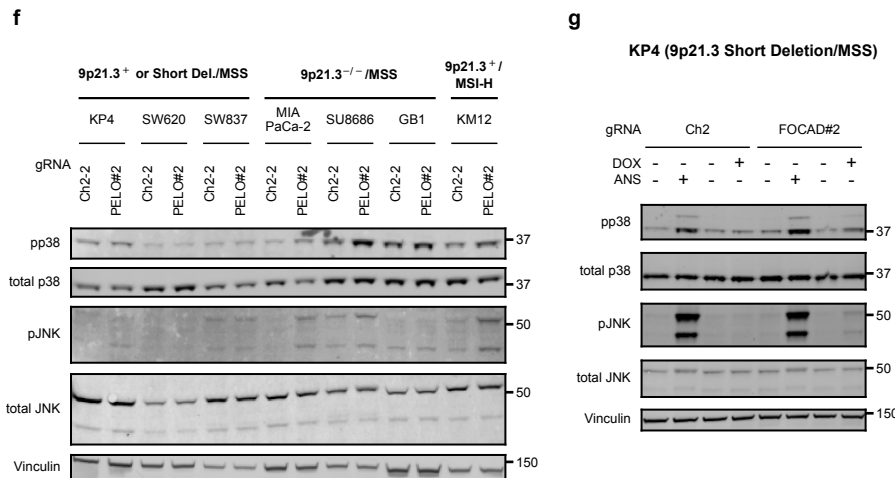 f
9p21.3⁺ or Short Del./MSS
9p21.3⁻/⁻/MSS
9p21.3⁺/
MSI-H
KP4
SW620
SW837
MIA
PaCa-2
SU8686
GB1
KM12
gRNA
Ch2-2
PELO#2
Ch2-2
PELO#2
Ch2-2
PELO#2
Ch2-2
PELO#2
Ch2-2
PELO#2
Ch2-2
PELO#2
Ch2-2
PELO#2
pp38
37
total p38
37
pJNK
50
total JNK
50
Vinculin
150
g
KP4 (9p21.3 Short Deletion/MSS)
gRNA Ch2 FOCAD#2
DOX - - - + - - - +
ANS - + - - - + - -
pp38
37
total p38
37
pJNK
50
total JNK
50
Vinculin
150